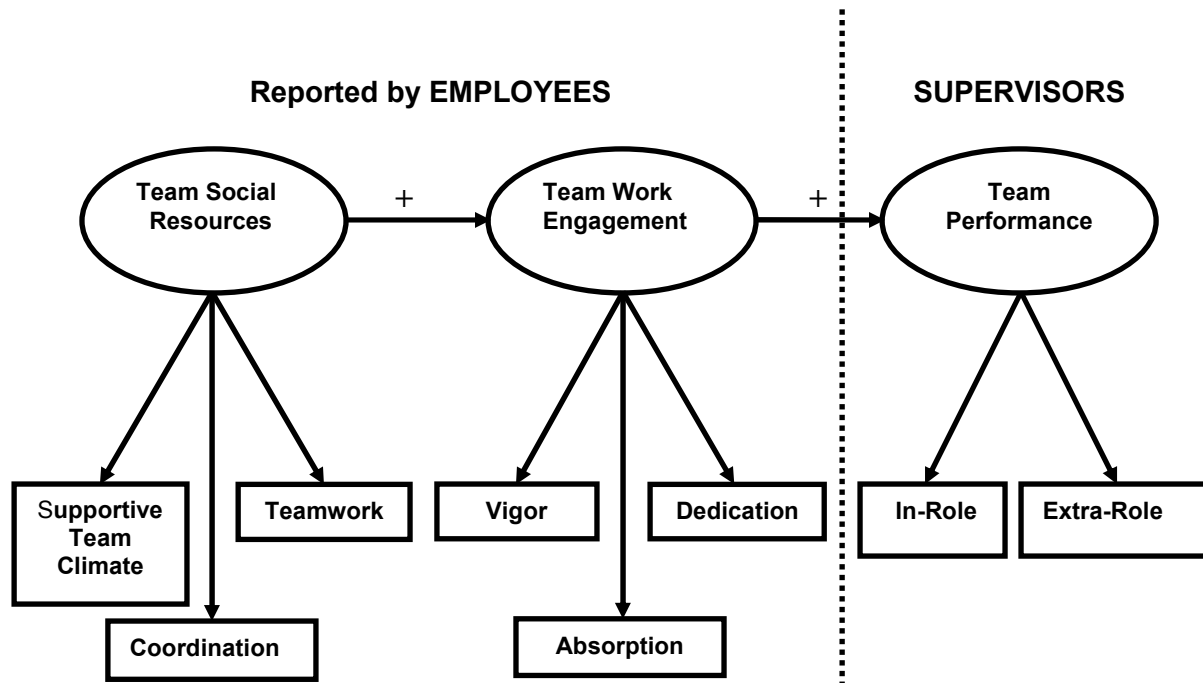 Reported by EMPLOYEES
SUPERVISORS
Team Social
Resources
+
Team Work
Engagement
+
Team
Performance
Supportive
Team
Climate
Teamwork
Coordination
Vigor
Dedication
Absorption
In-Role
Extra-Role